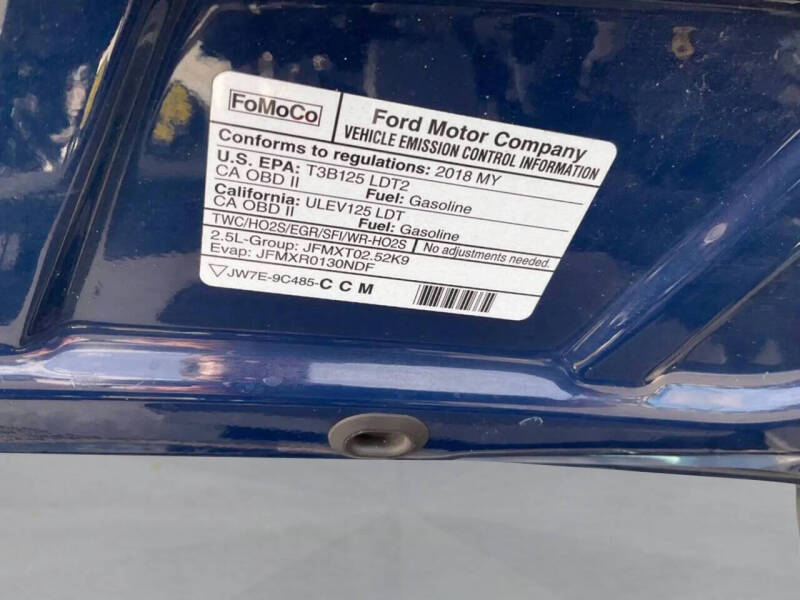 FoMoCo
Ford Motor Company
VEHICLE EMISSION CONTROL INFORMATION
Conforms to regulations: 2018 MY
U.S. EPA: T3B125 LDT2
CA OBD II Fuel: Gasoline
California: ULEV125 LDT
CA OBD II Fuel: Gasoline
TWC/HO2S/EGR/SFI/WR-HO2S No adjustments needed.
2.5L-Group: JFMXT02.52K9
Evap: JFMXR0130NDF
JW7E-9C485-C C M